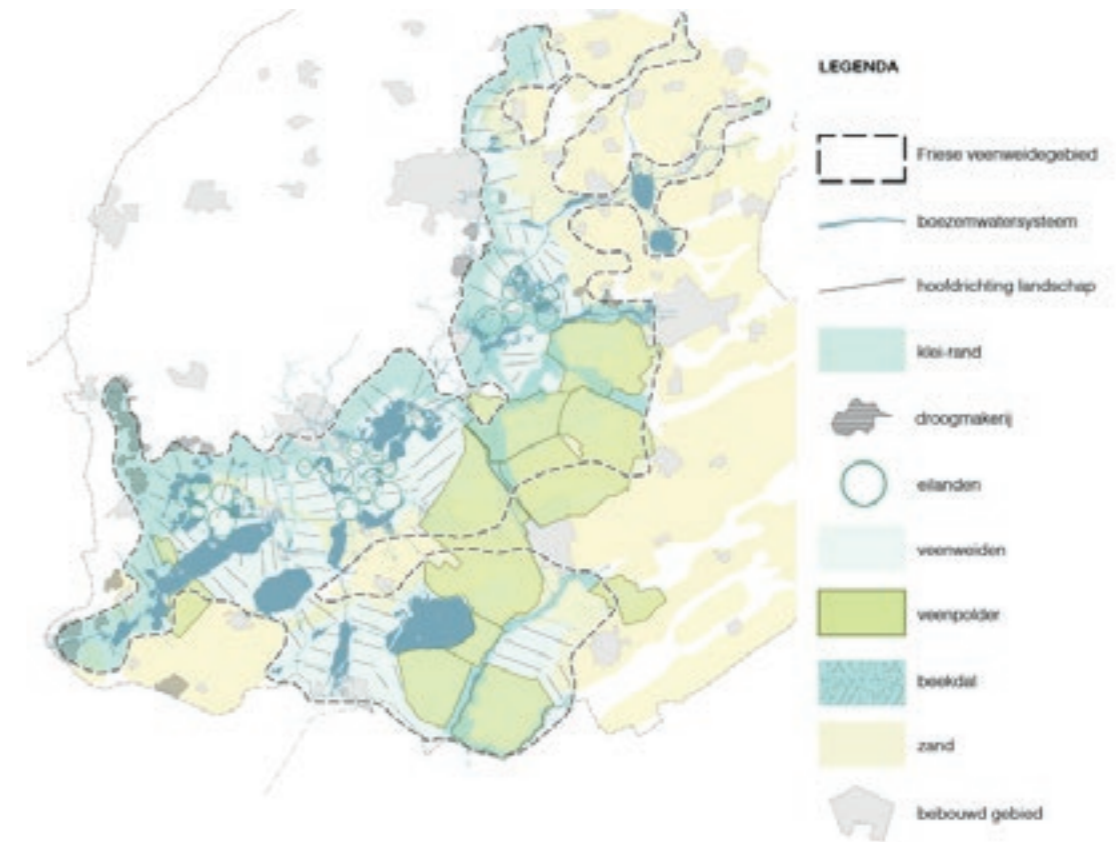 LEGENDA
Friese veenweidegebied
boezemwatersysteem
hoofdrichting landschap
klei-rand
droogmakerij
eilanden
veenweiden
veenpolder
beekdal
zand
bebouwd gebied